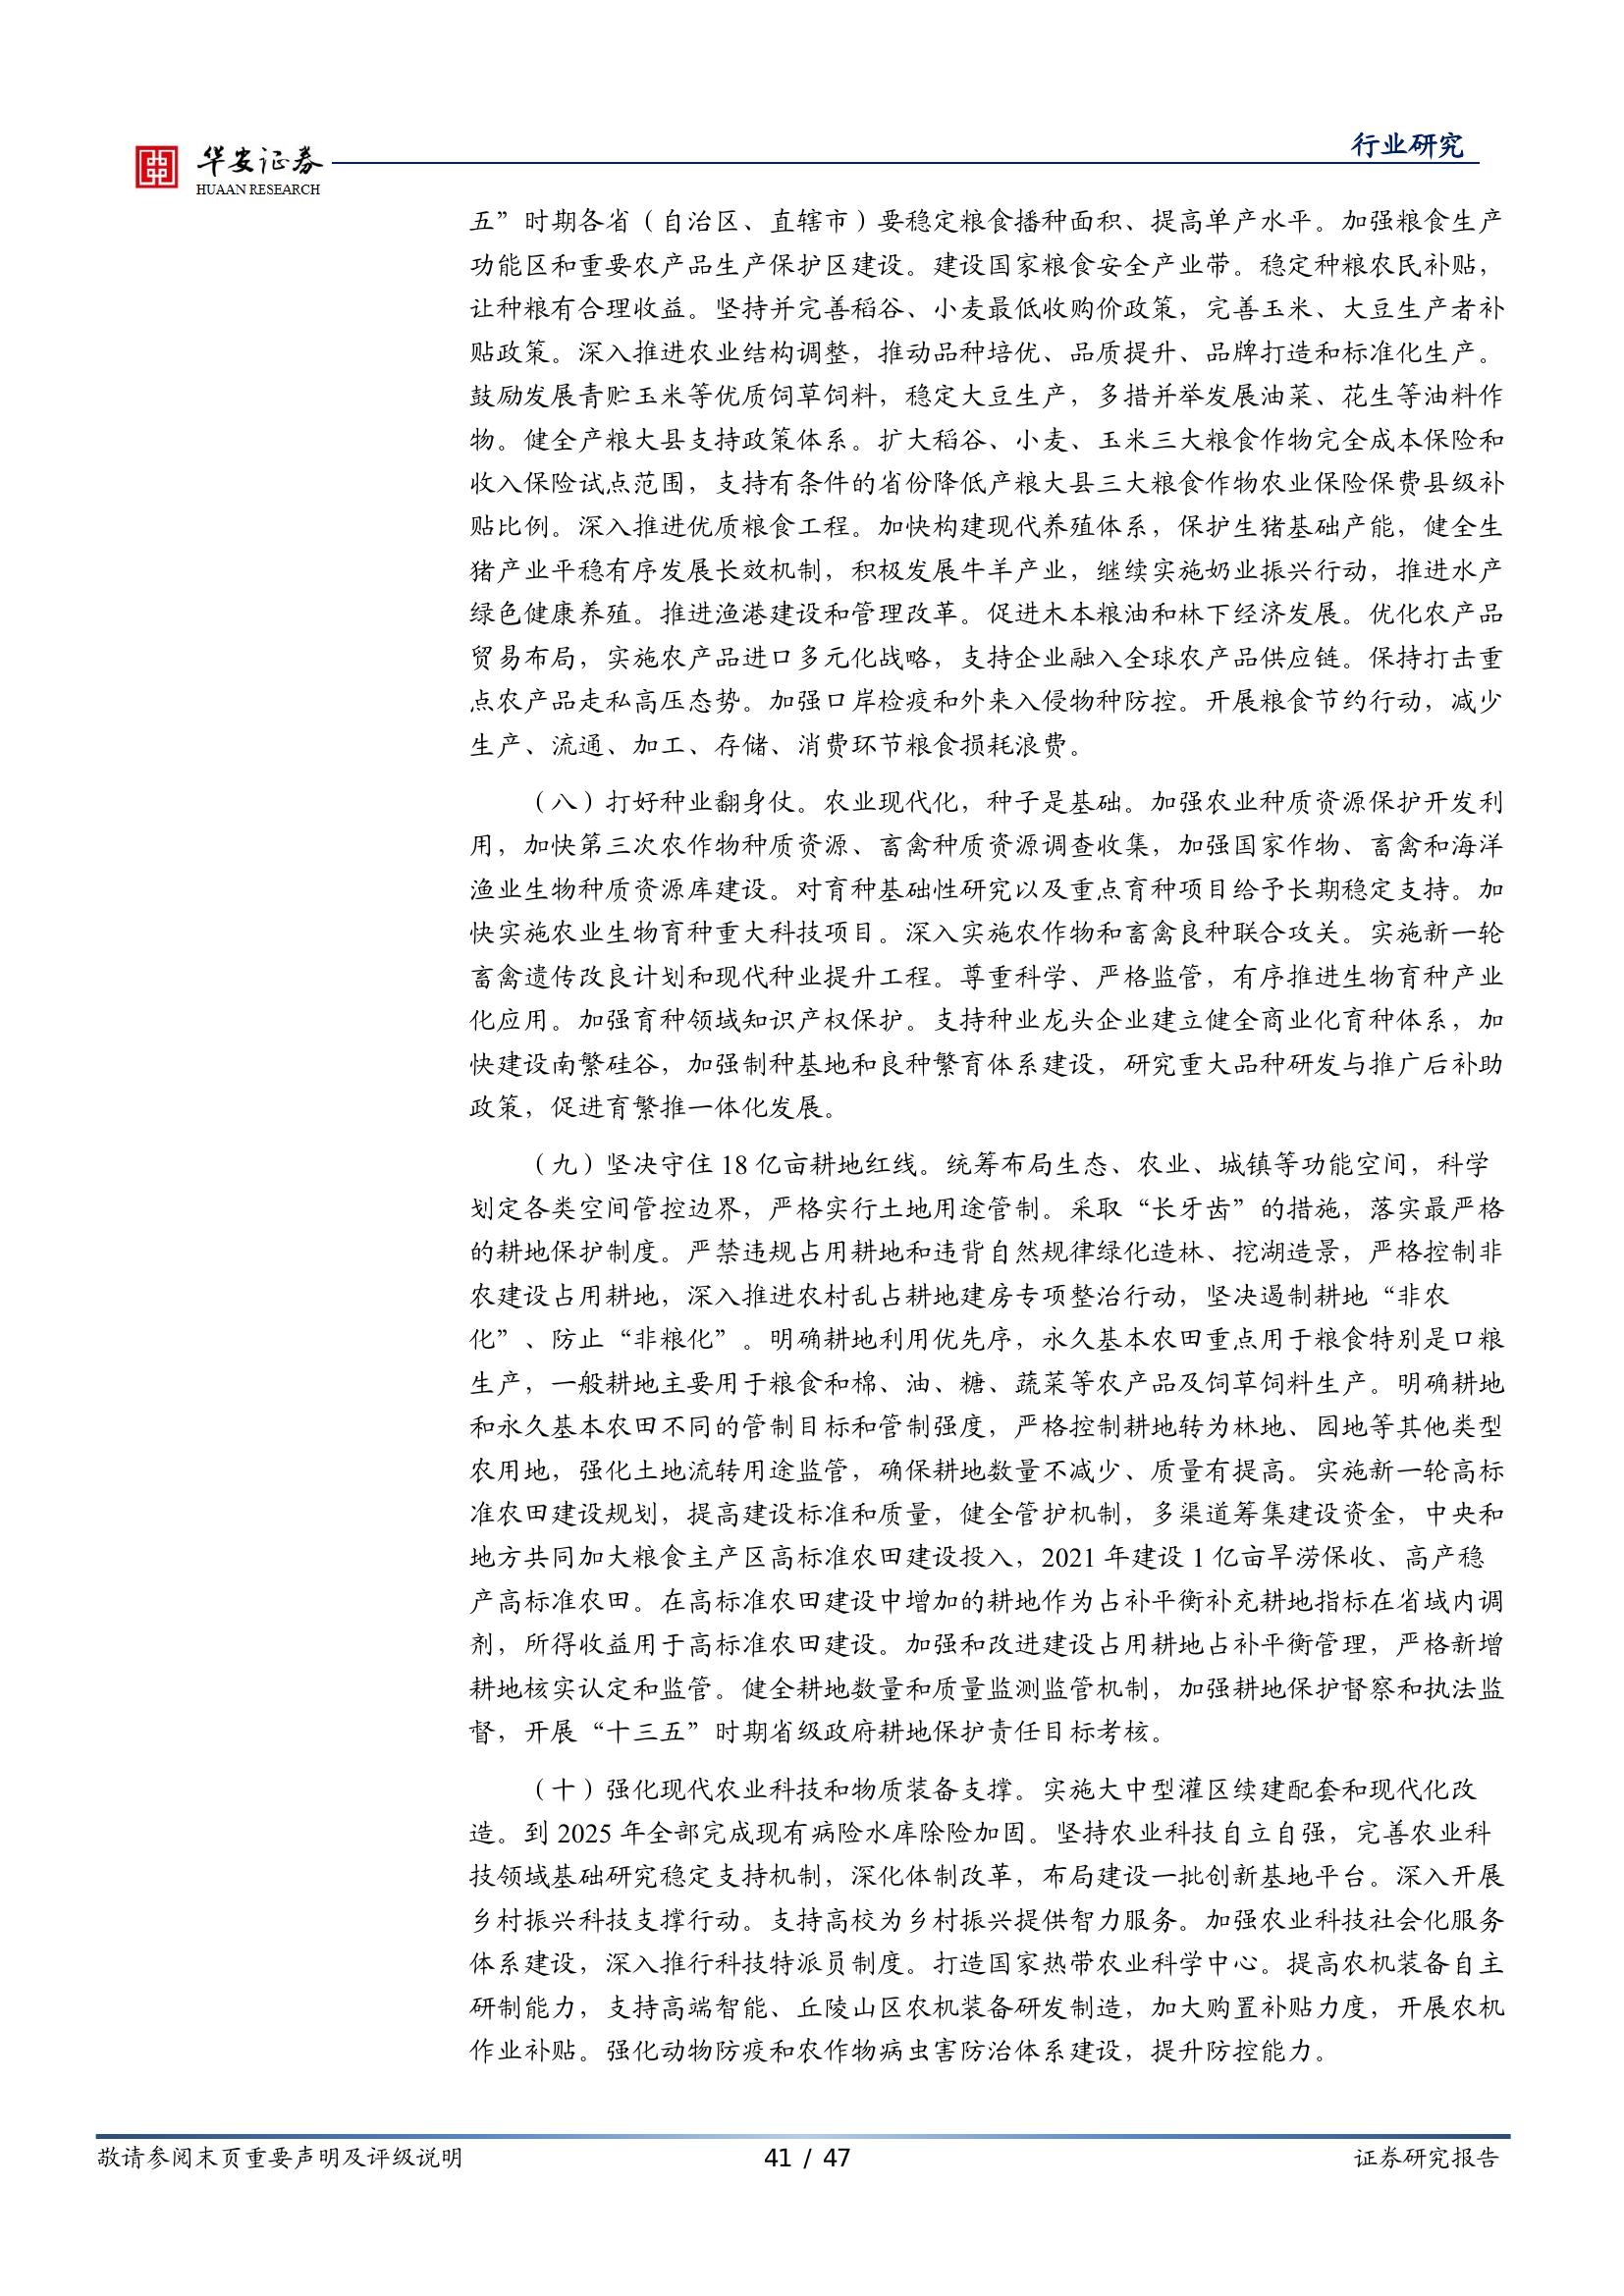 华安证券
HUAAN RESEARCH
行业研究
五”时期各省（自治区、直辖市）要稳定粮食播种面积、提高单产水平。加强粮食生产
功能区和重要农产品生产保护区建设。建设国家粮食安全产业带。稳定种粮农民补贴，
让种粮有合理收益。坚持并完善稻谷、小麦最低收购价政策，完善玉米、大豆生产者补
贴政策。深入推进农业结构调整，推动品种培优、品质提升、品牌打造和标准化生产。
鼓励发展青贮玉米等优质饲草饲料，稳定大豆生产，多措并举发展油菜、花生等油料作
物。健全产粮大县支持政策体系。扩大稻谷、小麦、玉米三大粮食作物完全成本保险和
收入保险试点范围，支持有条件的省份降低产粮大县三大粮食作物农业保险保费县级补
贴比例。深入推进优质粮食工程。加快构建现代养殖体系，保护生猪基础产能，健全生
猪产业平稳有序发展长效机制，积极发展牛羊产业，继续实施奶业振兴行动，推进水产
绿色健康养殖。推进渔港建设和管理改革。促进木本粮油和林下经济发展。优化农产品
贸易布局，实施农产品进口多元化战略，支持企业融入全球农产品供应链。保持打击重
点农产品走私高压态势。加强口岸检疫和外来入侵物种防控。开展粮食节约行动，减少
生产、流通、加工、存储、消费环节粮食损耗浪费。
（八）打好种业翻身仗。农业现代化，种子是基础。加强农业种质资源保护开发利
用，加快第三次农作物种质资源、畜禽种质资源调查收集，加强国家作物、畜禽和海洋
渔业生物种质资源库建设。对育种基础性研究以及重点育种项目给予长期稳定支持。加
快实施农业生物育种重大科技项目。深入实施农作物和畜禽良种联合攻关。实施新一轮
畜禽遗传改良计划和现代种业提升工程。尊重科学、严格监管，有序推进生物育种产业
化应用。加强育种领域知识产权保护。支持种业龙头企业建立健全商业化育种体系，加
快建设南繁硅谷，加强制种基地和良种繁育体系建设，研究重大品种研发与推广后补助
政策，促进育繁推一体化发展。
（九）坚决守住 18 亿亩耕地红线。统筹布局生态、农业、城镇等功能空间，科学
划定各类空间管控边界，严格实行土地用途管制。采取“长牙齿”的措施，落实最严格
的耕地保护制度。严禁违规占用耕地和违背自然规律绿化造林、挖湖造景，严格控制非
农建设占用耕地，深入推进农村乱占耕地建房专项整治行动，坚决遏制耕地“非农
化”、防止“非粮化”。明确耕地利用优先序，永久基本农田重点用于粮食特别是口粮
生产，一般耕地主要用于粮食和棉、油、糖、蔬菜等农产品及饲草饲料生产。明确耕地
和永久基本农田不同的管制目标和管制强度，严格控制耕地转为林地、园地等其他类型
农用地，强化土地流转用途监管，确保耕地数量不减少、质量有提高。实施新一轮高标
准农田建设规划，提高建设标准和质量，健全管护机制，多渠道筹集建设资金，中央和
地方共同加大粮食主产区高标准农田建设投入，2021 年建设 1 亿亩旱涝保收、高产稳
产高标准农田。在高标准农田建设中增加的耕地作为占补平衡补充耕地指标在省域内调
剂，所得收益用于高标准农田建设。加强和改进建设占用耕地占补平衡管理，严格新增
耕地核实认定和监管。健全耕地数量和质量监测监管机制，加强耕地保护督察和执法监
督，开展“十三五”时期省级政府耕地保护责任目标考核。
（十）强化现代农业科技和物质装备支撑。实施大中型灌区续建配套和现代化改
造。到 2025 年全部完成现有病险水库除险加固。坚持农业科技自立自强，完善农业科
技领域基础研究稳定支持机制，深化体制改革，布局建设一批创新基地平台。深入开展
乡村振兴科技支撑行动。支持高校为乡村振兴提供智力服务。加强农业科技社会化服务
体系建设，深入推行科技特派员制度。打造国家热带农业科学中心。提高农机装备自主
研制能力，支持高端智能、丘陵山区农机装备研发制造，加大购置补贴力度，开展农机
作业补贴。强化动物防疫和农作物病虫害防治体系建设，提升防控能力。
敬请参阅末页重要声明及评级说明
41 / 47
证券研究报告